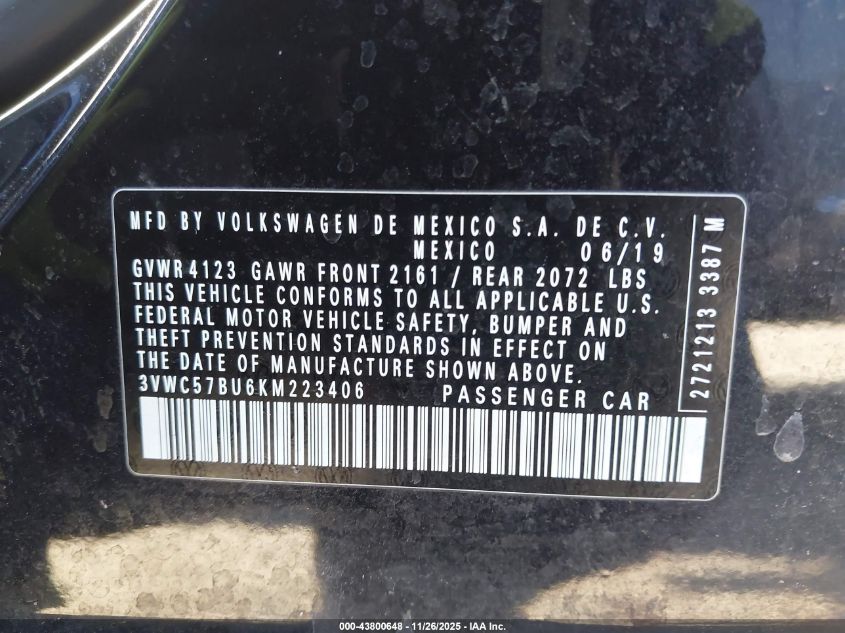 MFD BY VOLKSWAGEN DE MEXICO S.A. DE C.V.
MEXICO 06/19
GVWR 4123 GAWR FRONT 2161 / REAR 2072 LBS
THIS VEHICLE CONFORMS TO ALL APPLICABLE U.S.
FEDERAL MOTOR VEHICLE SAFETY, BUMPER AND
THEFT PREVENTION STANDARDS IN EFFECT ON
THE DATE OF MANUFACTURE SHOWN ABOVE.
3VWC57BU6KM223406 PASSENGER CAR
2721213 3387 M
000-43800648 - 11/26/2025 - IAA Inc.